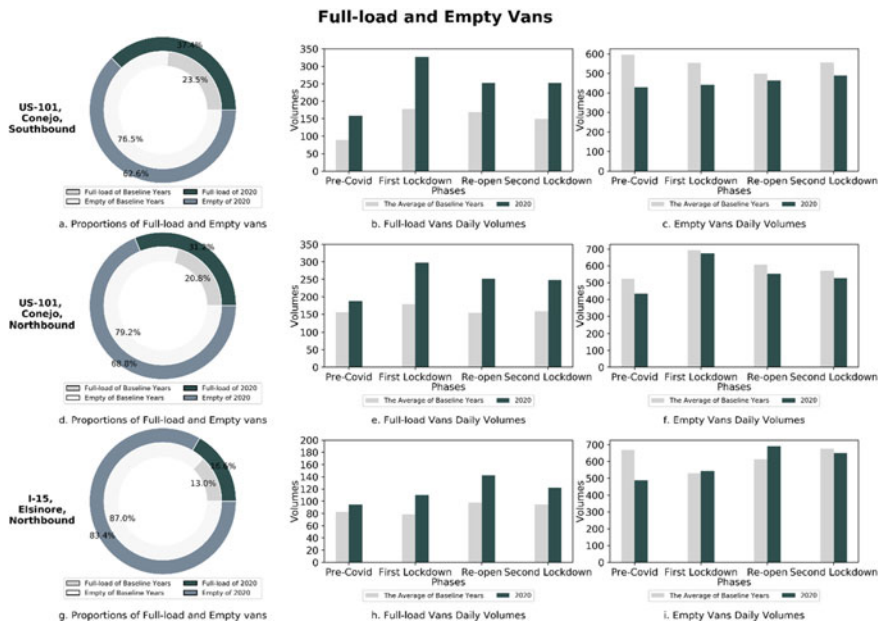 Full-load and Empty Vans
US-101,
Conejo,
Southbound
37.4%
23.5%
76.5%
62.6%
Full-load of Baseline Years
Full-load of 2020
Empty of Baseline Years
Empty of 2020
a. Proportions of Full-load and Empty vans
Volumes
350
300
250
200
150
100
50
0
Pre-Covid First Lockdown Re-open Second Lockdown
Phases
The Average of Baseline Years 2020
b. Full-load Vans Daily Volumes
Volumes
600
500
400
300
200
100
0
Pre-Covid First Lockdown Re-open Second Lockdown
Phases
The Average of Baseline Years 2020
c. Empty Vans Daily Volumes
US-101,
Conejo,
Northbound
31.2%
20.8%
79.2%
68.8%
Full-load of Baseline Years
Full-load of 2020
Empty of Baseline Years
Empty of 2020
d. Proportions of Full-load and Empty vans
Volumes
350
300
250
200
150
100
50
0
Pre-Covid First Lockdown Re-open Second Lockdown
Phases
The Average of Baseline Years 2020
e. Full-load Vans Daily Volumes
Volumes
700
600
500
400
300
200
100
0
Pre-Covid First Lockdown Re-open Second Lockdown
Phases
The Average of Baseline Years 2020
f. Empty Vans Daily Volumes
I-15,
Elsinore,
Northbound
16.6%
13.0%
87.0%
83.4%
Full-load of Baseline Years
Full-load of 2020
Empty of Baseline Years
Empty of 2020
g. Proportions of Full-load and Empty vans
Volumes
200
180
160
140
120
100
80
60
40
20
0
Pre-Covid First Lockdown Re-open Second Lockdown
Phases
The Average of Baseline Years 2020
h. Full-load Vans Daily Volumes
Volumes
700
600
500
400
300
200
100
0
Pre-Covid First Lockdown Re-open Second Lockdown
Phases
The Average of Baseline Years 2020
i. Empty Vans Daily Volumes